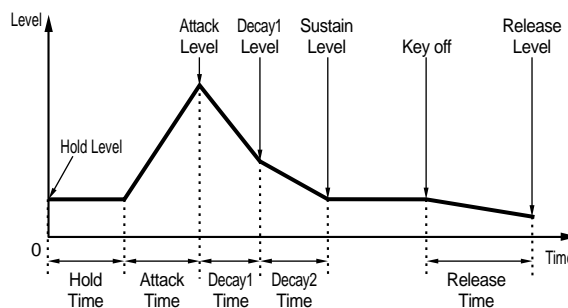 Level
Attack
Level
Decay1
Level
Sustain
Level
Key off
Release
Level
Hold Level
0
Time
Hold
Time
Attack
Time
Decay1
Time
Decay2
Time
Release
Time